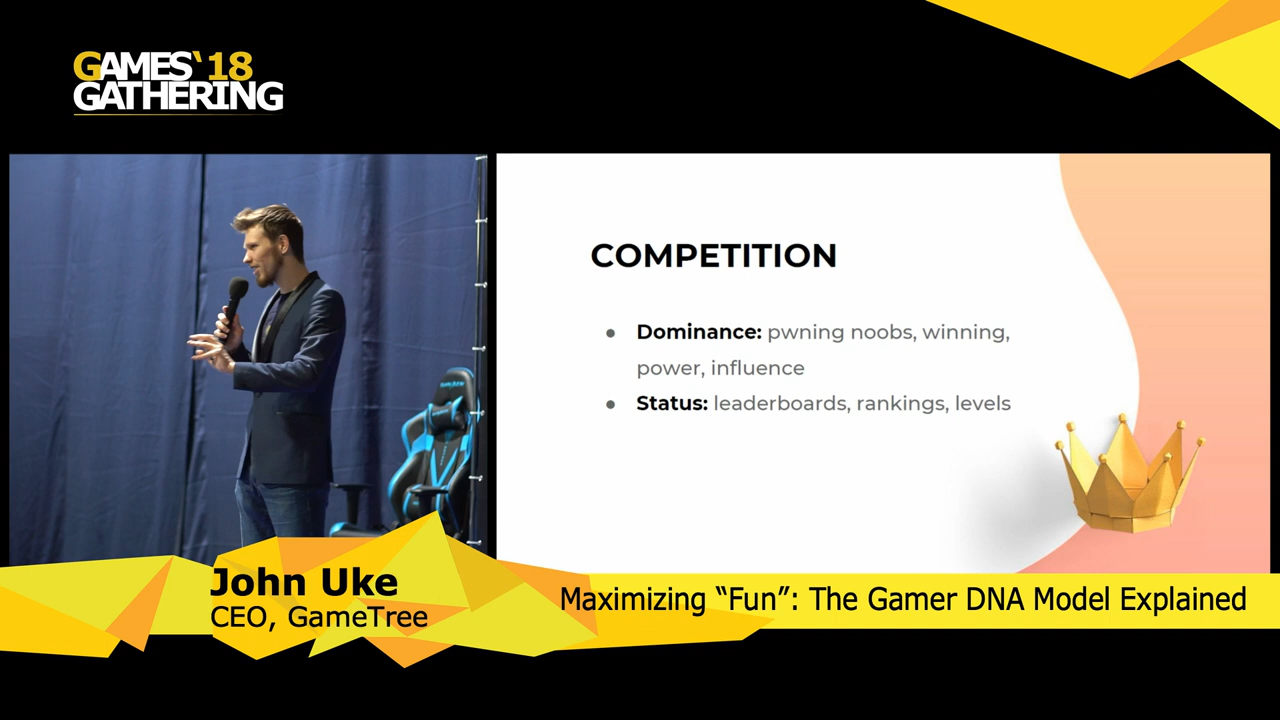 GAMES‘18
GATHERING
COMPETITION
● Dominance: pwning noobs, winning,
power, influence
● Status: leaderboards, rankings, levels
John Uke
CEO, GameTree
Maximizing “Fun”: The Gamer DNA Model Explained